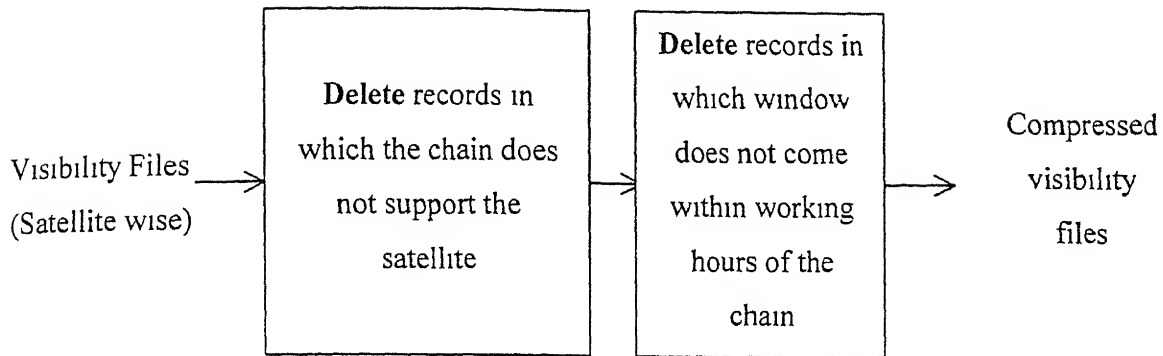 Visibility Files
(Satellite wise)
Delete records in
which the chain does
not support the
satellite
Delete records in
which window
does not come
within working
hours of the
chain
Compressed
visibility
files